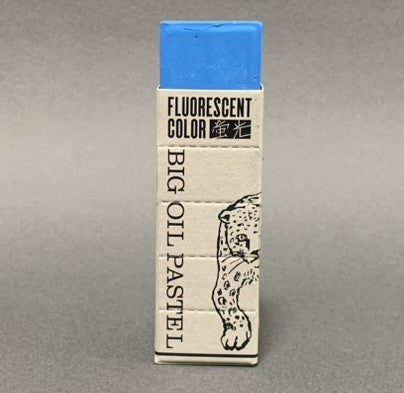 FLUORESCENT
COLOR 蛍光
BIG OIL PASTEL